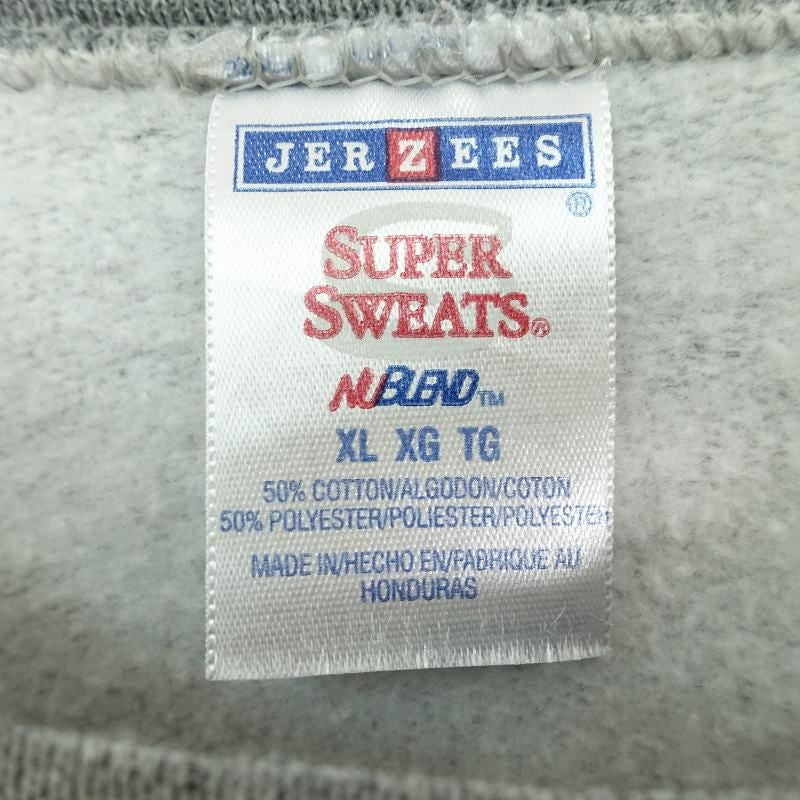 JERZEES
®
SUPER
SWEATS®
NUBLEND™
XL XG TG
50% COTTON/ALGODON/COTON
50% POLYESTER/POLIESTER/POLYESTER
MADE IN/HECHO EN/FABRIQUE AU
HONDURAS